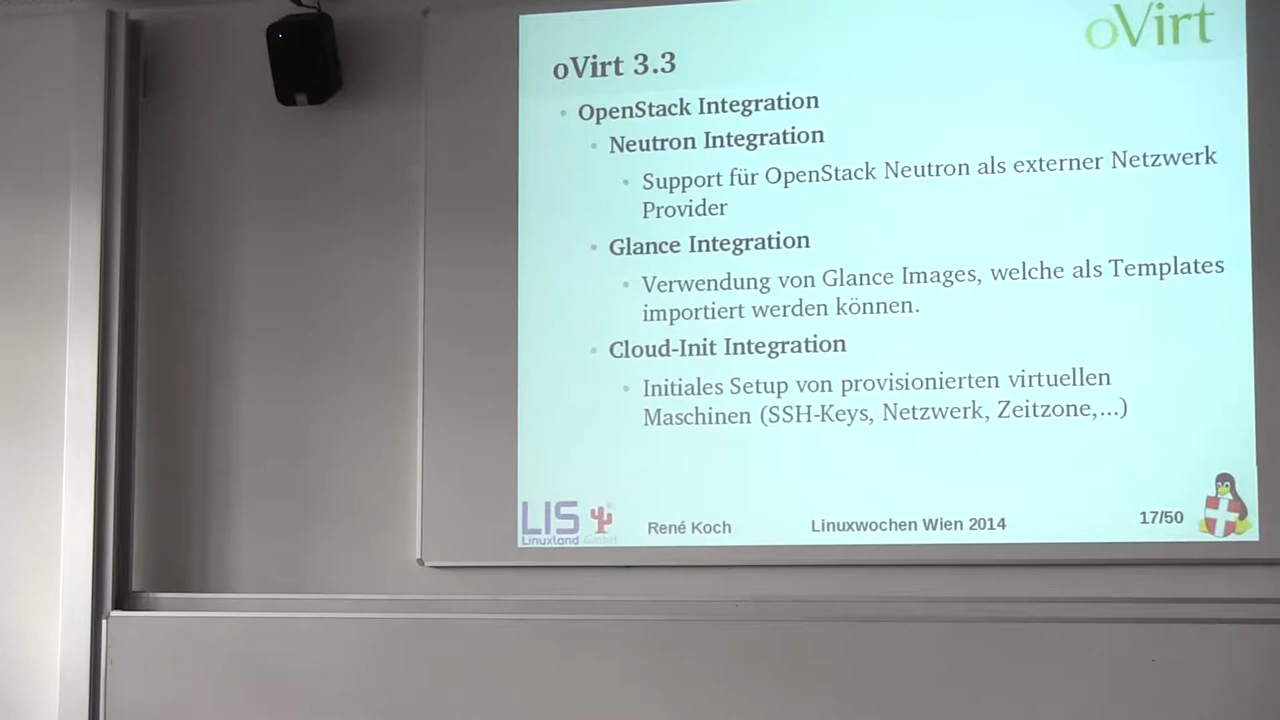 oVirt
oVirt 3.3
OpenStack Integration
Neutron Integration
Support für OpenStack Neutron als externer Netzwerk
Provider
Glance Integration
Verwendung von Glance Images, welche als Templates
importiert werden können.
Cloud-Init Integration
Initiales Setup von provisionierten virtuellen
Maschinen (SSH-Keys, Netzwerk, Zeitzone,...)
LIS
Linuxland GmbH
René Koch
Linuxwochen Wien 2014
17/50